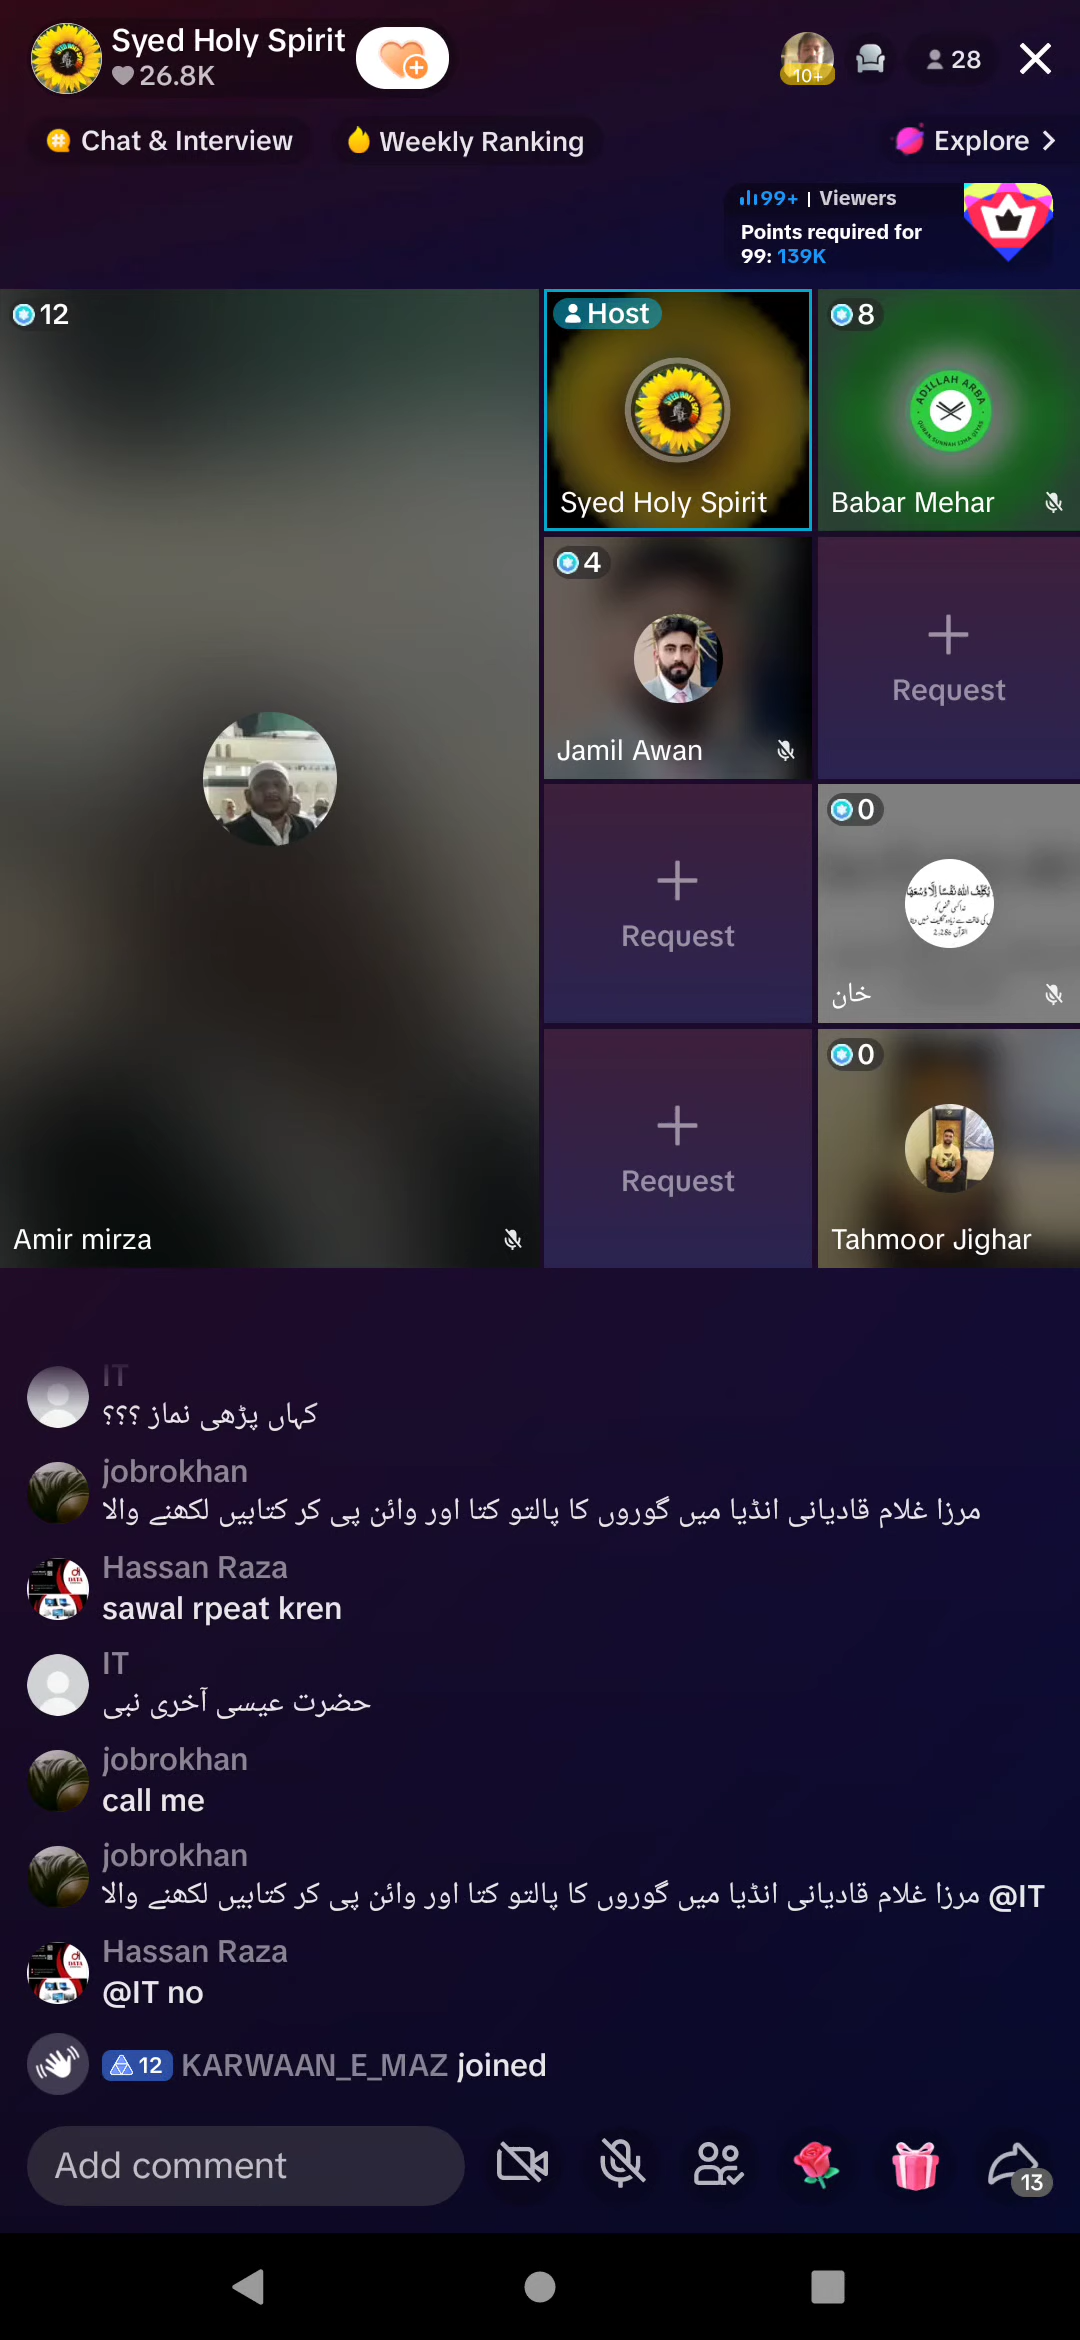 Syed Holy Spirit
26.8K
10+
28
Chat & Interview
Weekly Ranking
Explore
99+ | Viewers
Points required for
99: 139K
12
Host
Syed Holy Spirit
8
ADILLAH ARBA
Babar Mehar
4
Jamil Awan
Request
Request
0
خان
Request
0
Tahmoor Jighar
Amir mirza
IT
کہاں پڑھی نماز ؟؟؟
jobrokhan
مرزا غلام قادیانی انڈیا میں گوروں کا پالتو کتا اور وائن پی کر کتابیں لکھنے والا
Hassan Raza
sawal rpeat kren
IT
حضرت عیسی آخری نبی
jobrokhan
call me
jobrokhan
@IT مرزا غلام قادیانی انڈیا میں گوروں کا پالتو کتا اور وائن پی کر کتابیں لکھنے والا
Hassan Raza
@IT no
12 KARWAAN_E_MAZ joined
Add comment
13